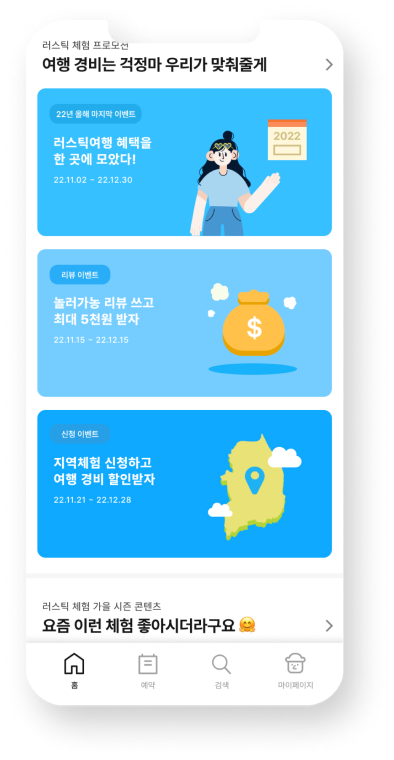 러스틱 체험 프로모션
여행 경비는 걱정마 우리가 맞춰줄게
22년 올해 마지막 이벤트
러스틱여행 혜택을
한 곳에 모았다!
22.11.02 ~ 22.12.30
2022
리뷰 이벤트
놀러가농 리뷰 쓰고
최대 5천원 받자
22.11.15 ~ 22.12.15
$
신청 이벤트
지역체험 신청하고
여행 경비 할인받자
22.11.21 ~ 22.12.28
러스틱 체험 가을 시즌 콘텐츠
요즘 이런 체험 좋아시더라구요 🤗
홈
예약
검색
마이페이지